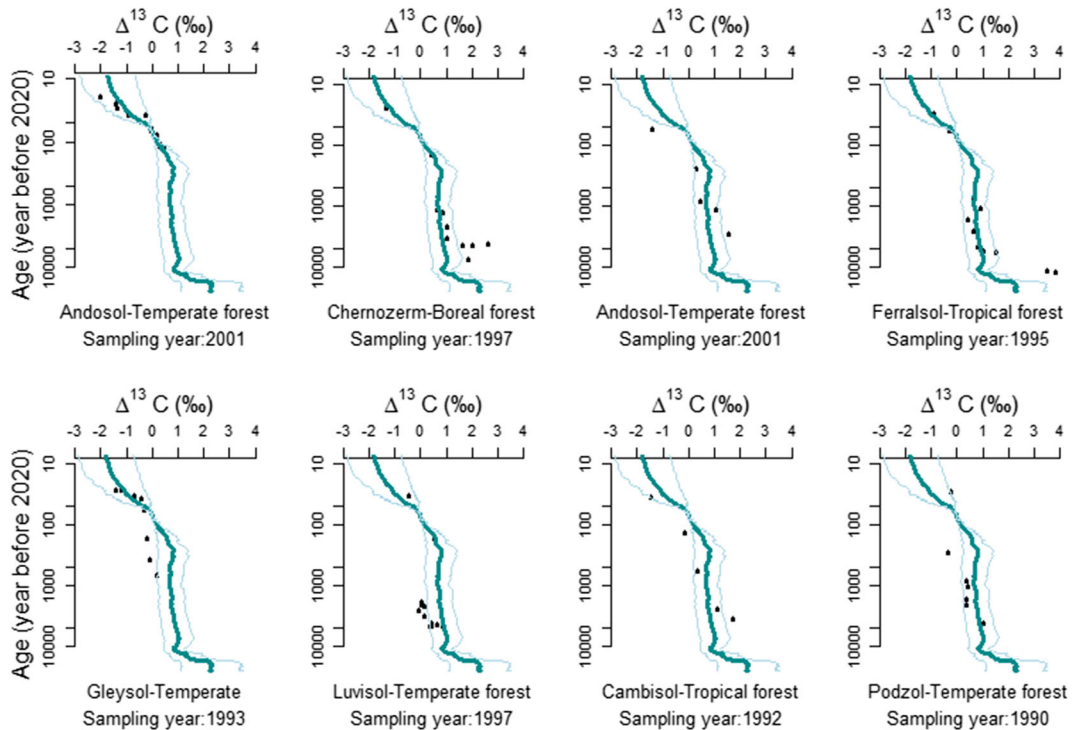 Δ¹³ C (‰) Δ¹³ C (‰) Δ¹³ C (‰) Δ¹³ C (‰)
-3 -2 -1 0 1 2 3 4 -3 -2 -1 0 1 2 3 4 -3 -2 -1 0 1 2 3 4 -3 -2 -1 0 1 2 3 4
Age (year before 2020)
10 100 1000 10000
10 100 1000 10000
10 100 1000 10000
10 100 1000 10000
Andosol-Temperate forest Chernozerm-Boreal forest Andosol-Temperate forest Ferralsol-Tropical forest
Sampling year:2001 Sampling year:1997 Sampling year:2001 Sampling year:1995
Δ¹³ C (‰) Δ¹³ C (‰) Δ¹³ C (‰) Δ¹³ C (‰)
-3 -2 -1 0 1 2 3 4 -3 -2 -1 0 1 2 3 4 -3 -2 -1 0 1 2 3 4 -3 -2 -1 0 1 2 3 4
Age (year before 2020)
10 100 1000 10000
10 100 1000 10000
10 100 1000 10000
10 100 1000 10000
Gleysol-Temperate Luvisol-Temperate forest Cambisol-Tropical forest Podzol-Temperate forest
Sampling year:1993 Sampling year:1997 Sampling year:1992 Sampling year:1990